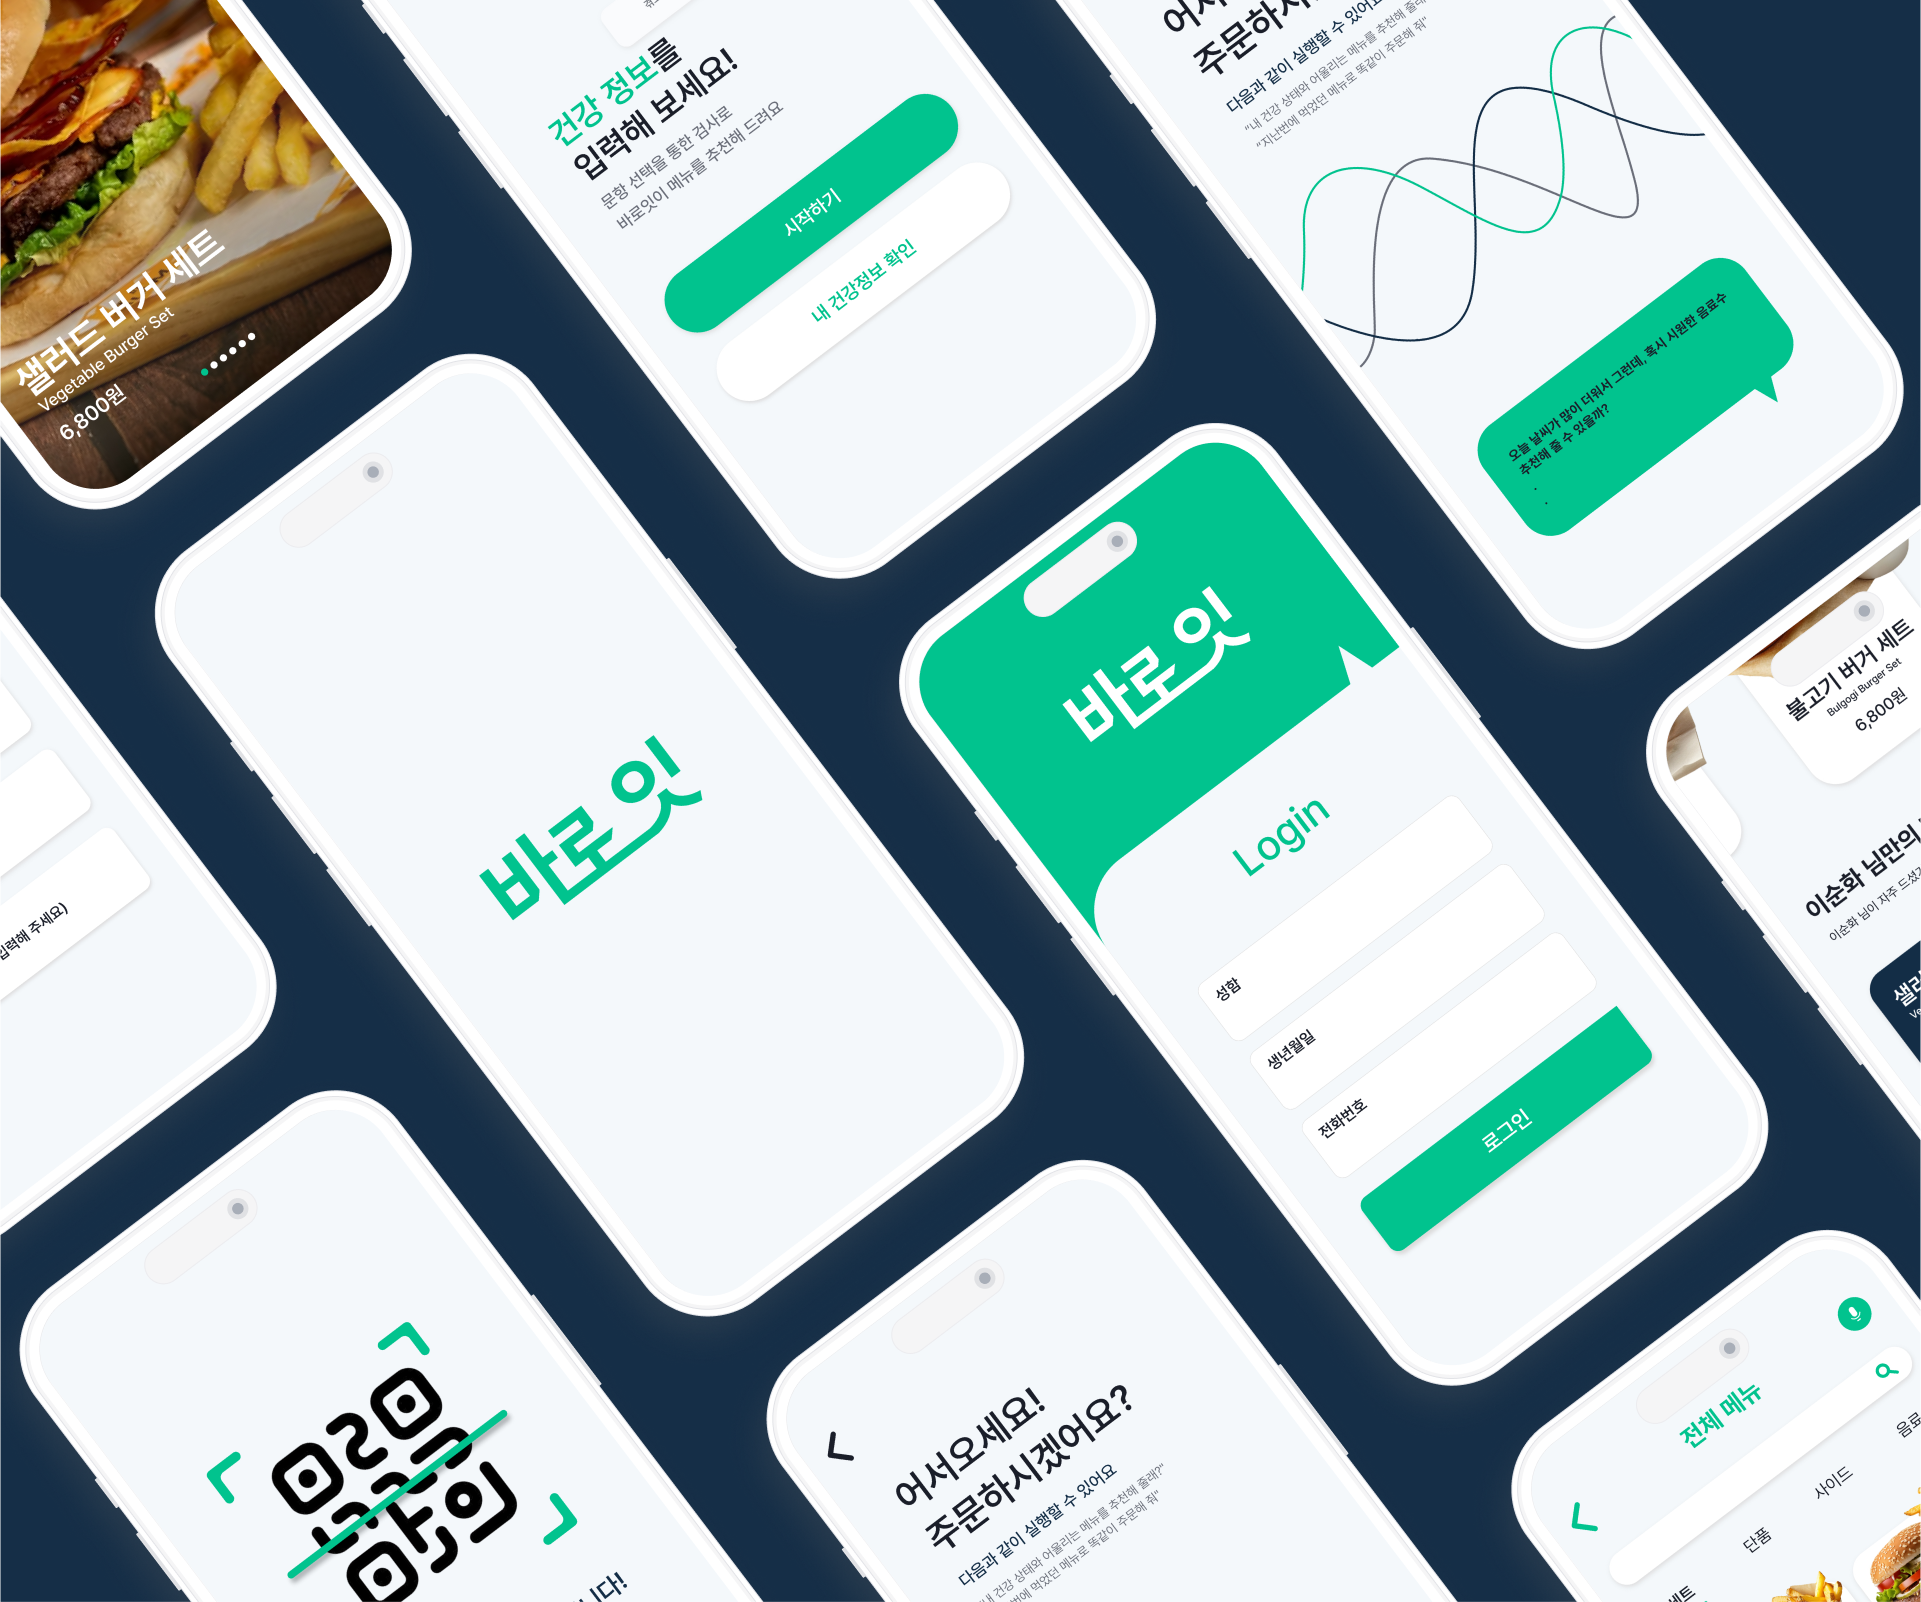 샐러드 버거 세트
Vegetable Burger Set
6,800원
건강 정보를
입력해 보세요!
문항 선택을 통한 검사로
바로잇이 메뉴를 추천해 드려요
시작하기
내 건강정보 확인
주문하시
다음과 같이 실행할 수 있어요
"내 건강 상태와 어울리는 메뉴를 추천해 줄래
"지난번에 먹었던 메뉴로 똑같이 주문해 줘"
오늘 날씨가 많이 더워서 그런데, 혹시 시원한 음료수
추천해 줄 수 있을까?
.
.
입력해 주세요)
바로잇
바로잇
Login
성함
생년월일
전화번호
로그인
불고기 버거 세트
Bulgogi Burger Set
6,800원
이순화 님만의
이순화 님이 자주 드셨
샐러
니다!
어서오세요!
주문하시겠어요?
다음과 같이 실행할 수 있어요
"내 건강 상태와 어울리는 메뉴를 추천해 줄래?"
번에 먹었던 메뉴로 똑같이 주문해 줘"
전체 메뉴
세트
단품
사이드
음료